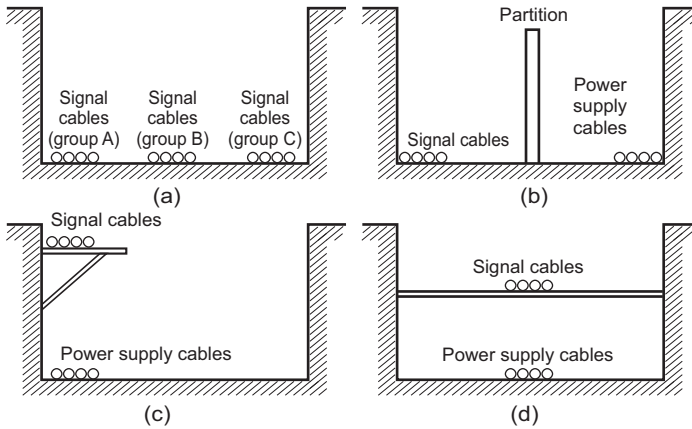 Signal
cables
(group A)
Signal
cables
(group B)
Signal
cables
(group C)
(a)
Partition
Signal cables
Power
supply
cables
(b)
Signal cables
Power supply cables
(c)
Signal cables
Power supply cables
(d)